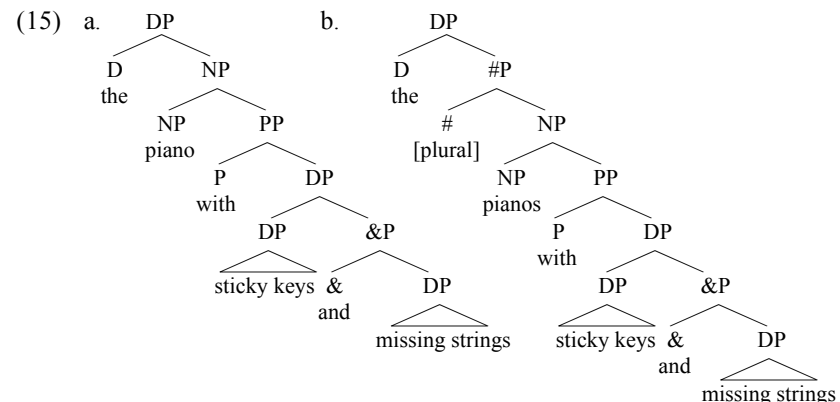 (15) a. DP b. DP
D NP D #P
the the
NP PP # NP
piano [plural]
P DP NP PP
with pianos
DP &P P DP
with
sticky keys & DP DP &P
and
missing strings sticky keys & DP
and
missing strings